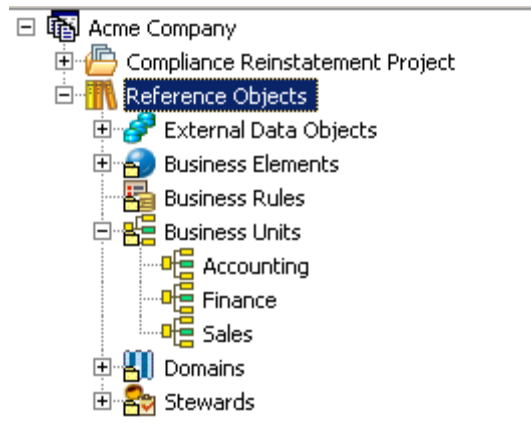 Acme Company
Compliance Reinstatement Project
Reference Objects
External Data Objects
Business Elements
Business Rules
Business Units
Accounting
Finance
Sales
Domains
Stewards